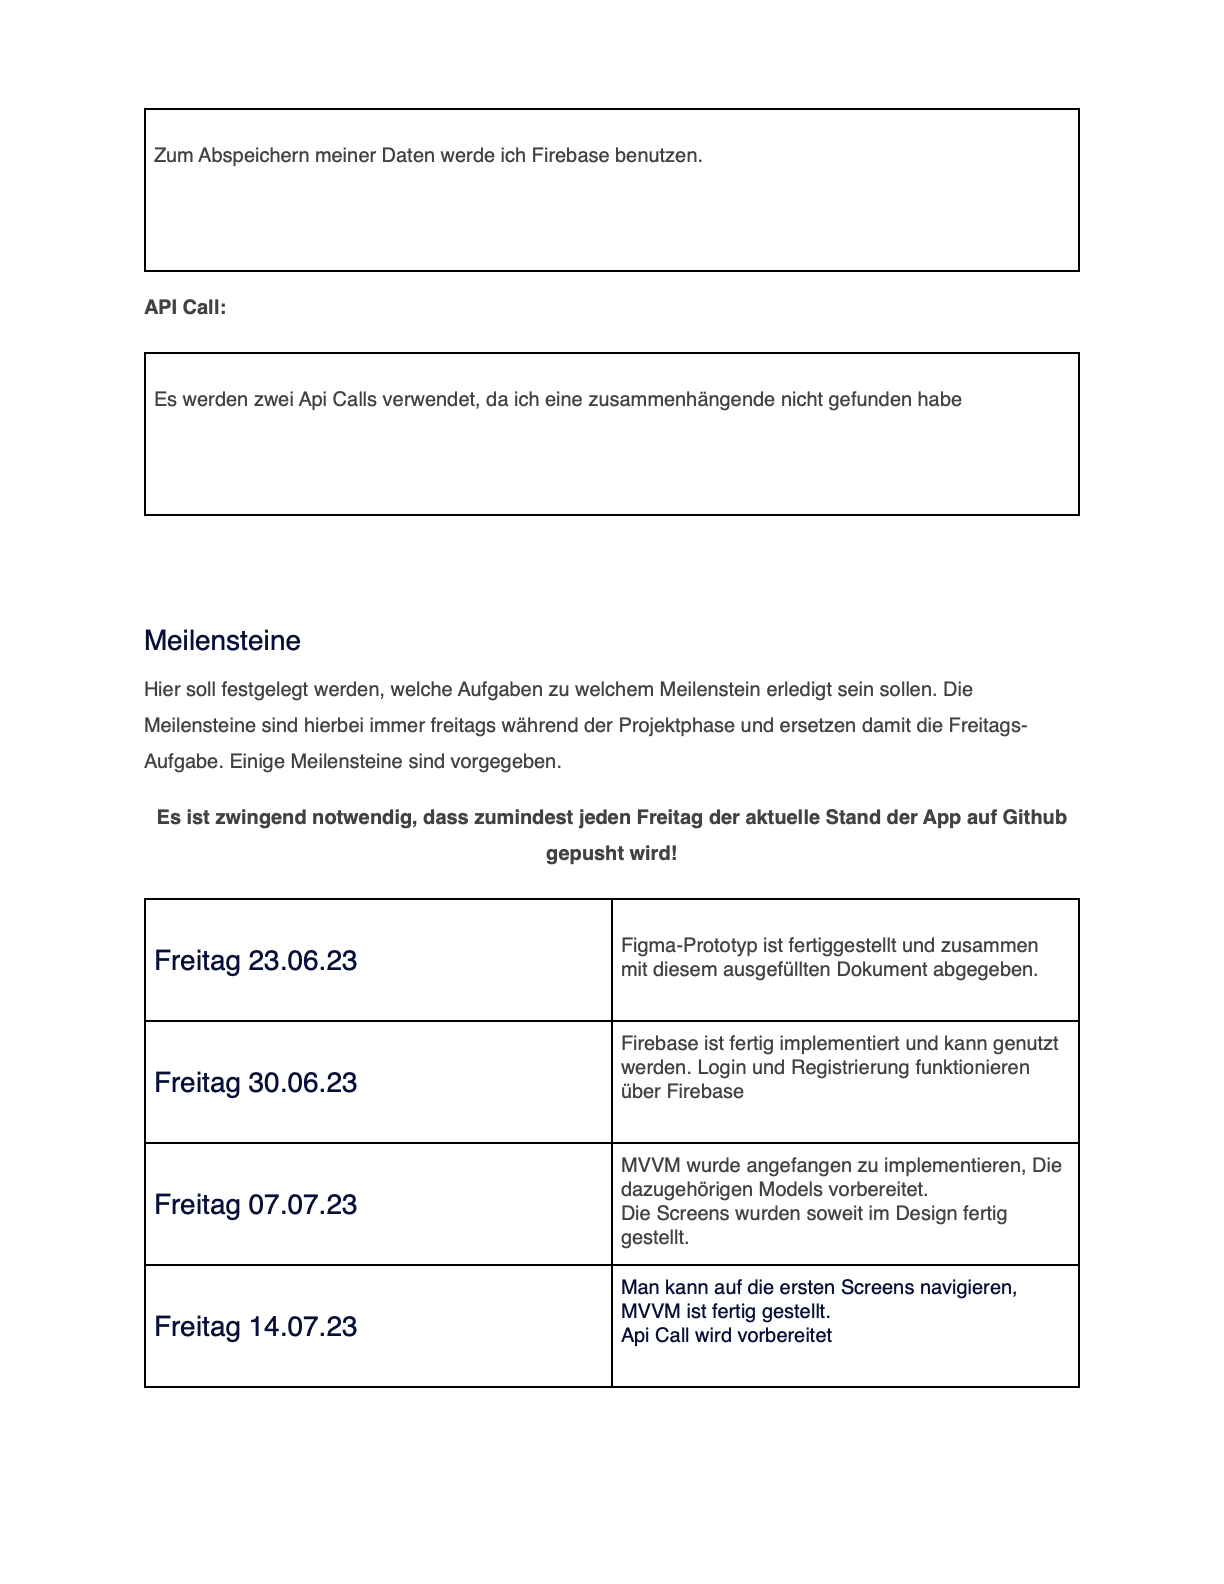 Zum Abspeichern meiner Daten werde ich Firebase benutzen.
API Call:
Es werden zwei Api Calls verwendet, da ich eine zusammenhängende nicht gefunden habe
Meilensteine
Hier soll festgelegt werden, welche Aufgaben zu welchem Meilenstein erledigt sein sollen. Die
Meilensteine sind hierbei immer freitags während der Projektphase und ersetzen damit die Freitags-
Aufgabe. Einige Meilensteine sind vorgegeben.
Es ist zwingend notwendig, dass zumindest jeden Freitag der aktuelle Stand der App auf Github
gepusht wird!
Freitag 23.06.23
Figma-Prototyp ist fertiggestellt und zusammen
mit diesem ausgefüllten Dokument abgegeben.
Freitag 30.06.23
Firebase ist fertig implementiert und kann genutzt
werden. Login und Registrierung funktionieren
über Firebase
Freitag 07.07.23
MVVM wurde angefangen zu implementieren, Die
dazugehörigen Models vorbereitet.
Die Screens wurden soweit im Design fertig
gestellt.
Freitag 14.07.23
Man kann auf die ersten Screens navigieren,
MVVM ist fertig gestellt.
Api Call wird vorbereitet